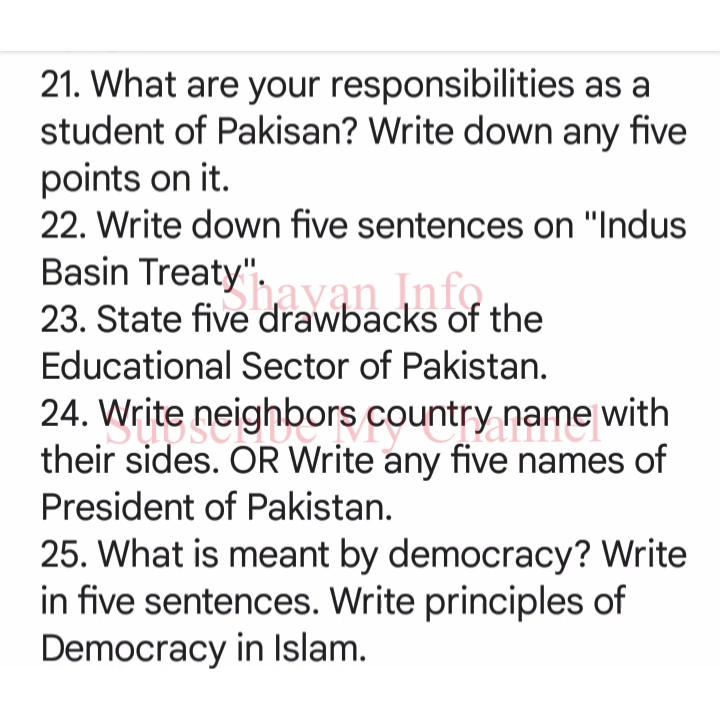 21. What are your responsibilities as a
student of Pakisan? Write down any five
points on it.
22. Write down five sentences on "Indus
Basin Treaty".
Shayan Info
23. State five drawbacks of the
Educational Sector of Pakistan.
24. Write neighbors country name with
Subscribe My Channel
their sides. OR Write any five names of
President of Pakistan.
25. What is meant by democracy? Write
in five sentences. Write principles of
Democracy in Islam.